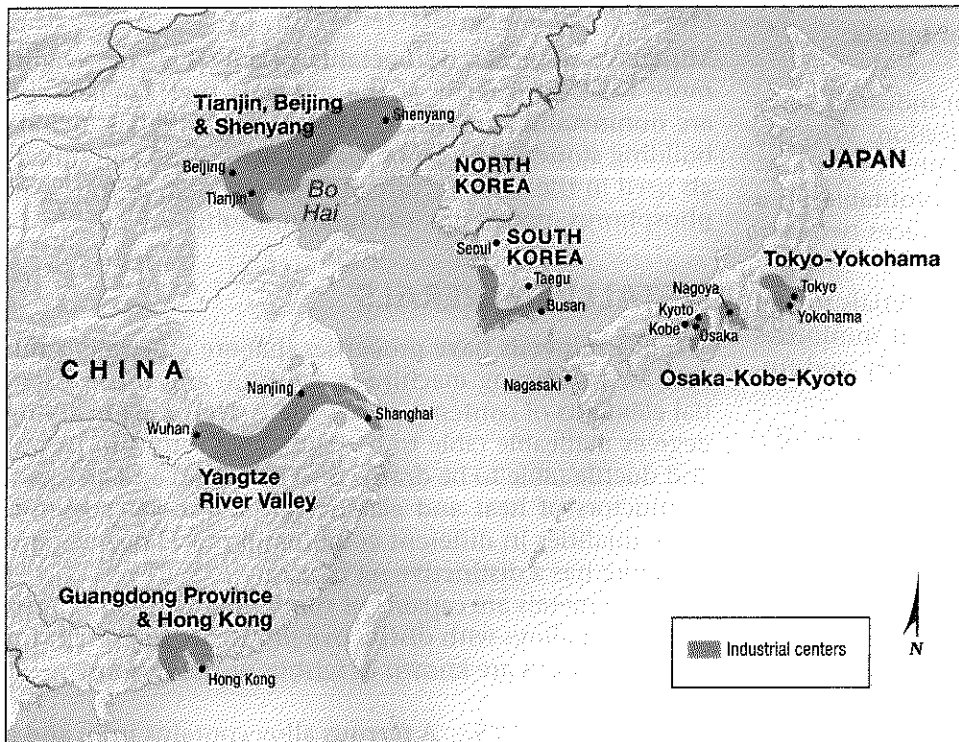 Tianjin, Beijing
& Shenyang
Shenyang
Beijing
Tianjin
Bo
Hai
NORTH
KOREA
JAPAN
Seoul
SOUTH
KOREA
Taegu
Busan
Tokyo-Yokohama
Nagoya
Tokyo
Kyoto
Yokohama
Kobe
Osaka
CHINA
Nanjing
Nagasaki
Osaka-Kobe-Kyoto
Shanghai
Wuhan
Yangtze
River Valley
Guangdong Province
& Hong Kong
Hong Kong
Industrial centers
N